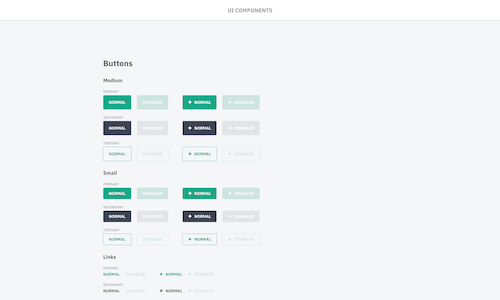 UI COMPONENTS
Buttons
Medium
PRIMARY
NORMAL DISABLED + NORMAL + DISABLED
SECONDARY
NORMAL DISABLED + NORMAL + DISABLED
TERTIARY
NORMAL DISABLED + NORMAL + DISABLED
Small
PRIMARY
NORMAL DISABLED + NORMAL + DISABLED
SECONDARY
NORMAL DISABLED + NORMAL + DISABLED
TERTIARY
NORMAL DISABLED + NORMAL + DISABLED
Links
PRIMARY
NORMAL DISABLED + NORMAL + DISABLED
SECONDARY
NORMAL DISABLED + NORMAL + DISABLED